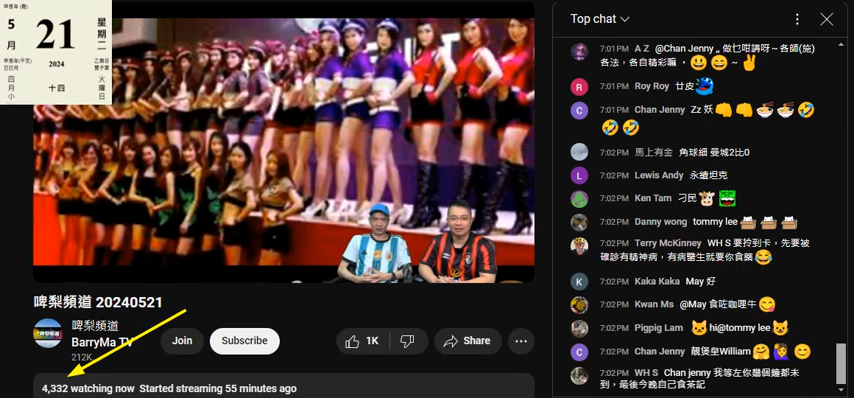 甲辰年(龍)
5
月
21
星期二
2024
甲辰年(干支)
己巳月
乙酉日
雙子座
四月小
十四
火曜日
啤梨頻道 20240521
啤梨頻道
BarryMa TV
212K
Join
Subscribe
1K
Share
4,332 watching now Started streaming 55 minutes ago
Top chat
7:01 PM A Z @Chan Jenny „ 做乜咁講呀～各師(施)
各法，各自精彩嘛。😃😄～✌
7:01 PM Roy Roy 廿皮🤣
7:01 PM Chan Jenny Zz 妖👊👊🍜🍜🤣
🤣🤣
7:02 PM 馬上有金 角球細 曼城2比0
7:02 PM Lewis Andy 永續坦克
7:02 PM Ken Tam 刁民
7:02 PM Danny wong tommy lee
7:02 PM Terry McKinney WH S 要拎到卡，先要被
確診有精神病，有病醫生就要你食藥😂
7:02 PM Kaka Kaka May 好
7:02 PM Kwan Ms @May 食咗咖喱牛😋
7:02 PM Pigpig Lam 🐱hi@tommy lee🐱
7:02 PM Chan Jenny 靚煲皇William🤗🙋‍♀️😊
7:02 PM WH S Chan jenny 我等左你幾個鐘都未
到，最後今晚自己食茶記